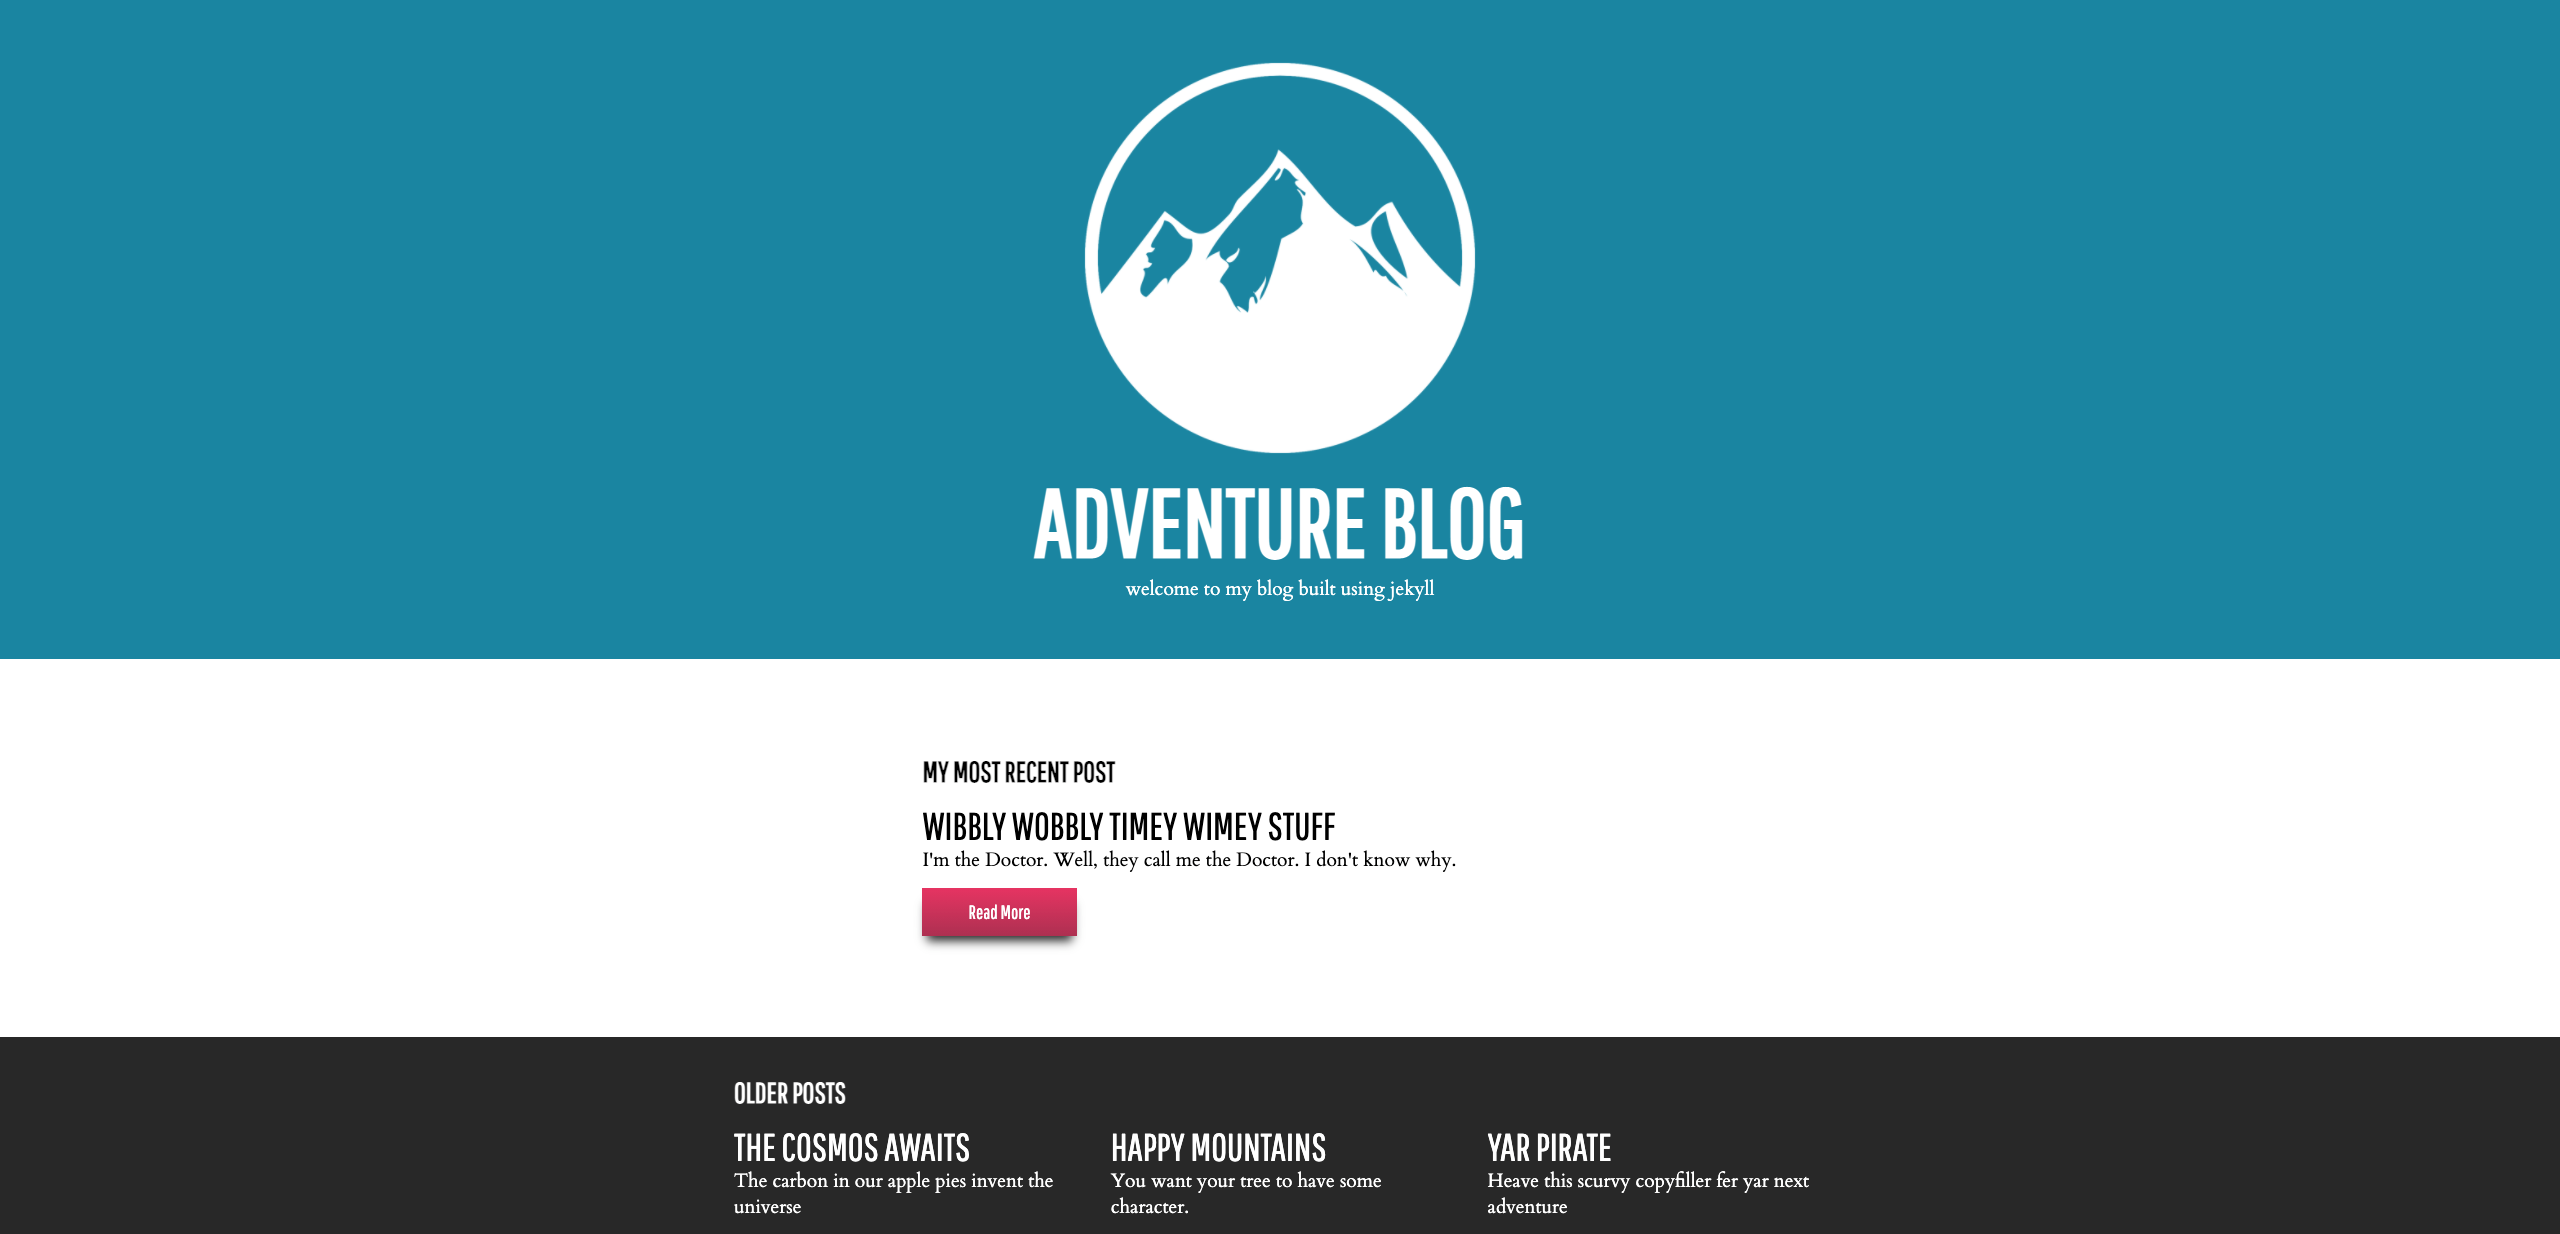 ADVENTURE BLOG
welcome to my blog built using jekyll
MY MOST RECENT POST
WIBBLY WOBBLY TIMEY WIMEY STUFF
I'm the Doctor. Well, they call me the Doctor. I don't know why.
Read More
OLDER POSTS
THE COSMOS AWAITS
The carbon in our apple pies invent the
universe
HAPPY MOUNTAINS
You want your tree to have some
character.
YAR PIRATE
Heave this scurvy copyfiller fer yar next
adventure